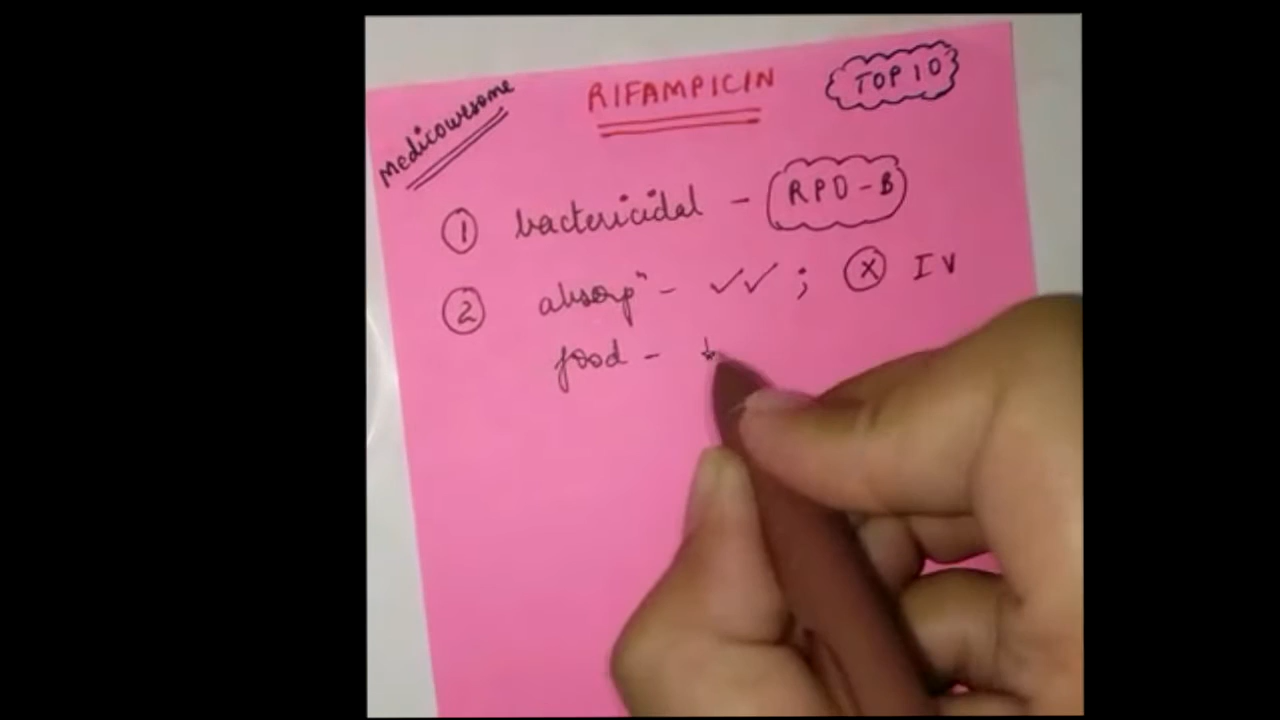 Medicowesome
RIFAMPICIN
TOP 10
① bactericidal - RPD-B
② absorpⁿ - ✓✓ ; ⓧ IV
food - ↓